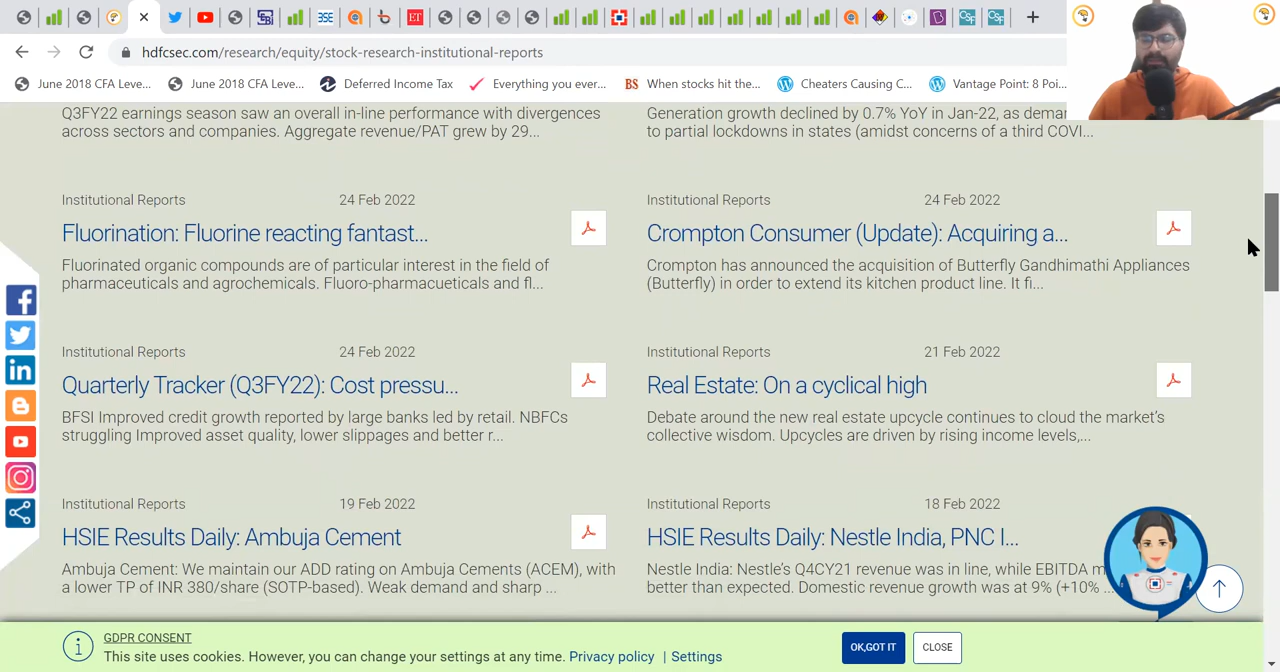 hdfcsec.com/research/equity/stock-research-institutional-reports
June 2018 CFA Leve...
June 2018 CFA Leve...
Deferred Income Tax
Everything you ever...
BS When stocks hit the...
Cheaters Causing C...
Vantage Point: 8 Poi...
Q3FY22 earnings season saw an overall in-line performance with divergences
across sectors and companies. Aggregate revenue/PAT grew by 29...
Generation growth declined by 0.7% YoY in Jan-22, as dema
to partial lockdowns in states (amidst concerns of a third COVI...
Institutional Reports 24 Feb 2022
Fluorination: Fluorine reacting fantast...
Fluorinated organic compounds are of particular interest in the field of
pharmaceuticals and agrochemicals. Fluoro-pharmacueticals and fl...
Institutional Reports 24 Feb 2022
Crompton Consumer (Update): Acquiring a...
Crompton has announced the acquisition of Butterfly Gandhimathi Appliances
(Butterfly) in order to extend its kitchen product line. It fi...
Institutional Reports 24 Feb 2022
Quarterly Tracker (Q3FY22): Cost pressu...
BFSI Improved credit growth reported by large banks led by retail. NBFCs
struggling Improved asset quality, lower slippages and better r...
Institutional Reports 21 Feb 2022
Real Estate: On a cyclical high
Debate around the new real estate upcycle continues to cloud the market's
collective wisdom. Upcycles are driven by rising income levels,...
Institutional Reports 19 Feb 2022
HSIE Results Daily: Ambuja Cement
Ambuja Cement: We maintain our ADD rating on Ambuja Cements (ACEM), with
a lower TP of INR 380/share (SOTP-based). Weak demand and sharp ...
Institutional Reports 18 Feb 2022
HSIE Results Daily: Nestle India, PNC I...
Nestle India: Nestle's Q4CY21 revenue was in line, while EBITDA m
better than expected. Domestic revenue growth was at 9% (+10% ...
GDPR CONSENT
This site uses cookies. However, you can change your settings at any time. Privacy policy | Settings
OK,GOT IT
CLOSE